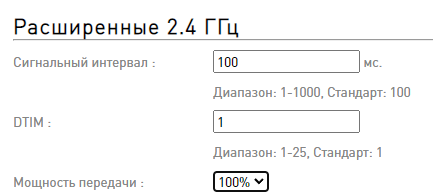 Расширенные 2.4 ГГц
Сигнальный интервал : 100 мс.
Диапазон: 1-1000, Стандарт: 100
DTIM : 1
Диапазон: 1-25, Стандарт: 1
Мощность передачи : 100%